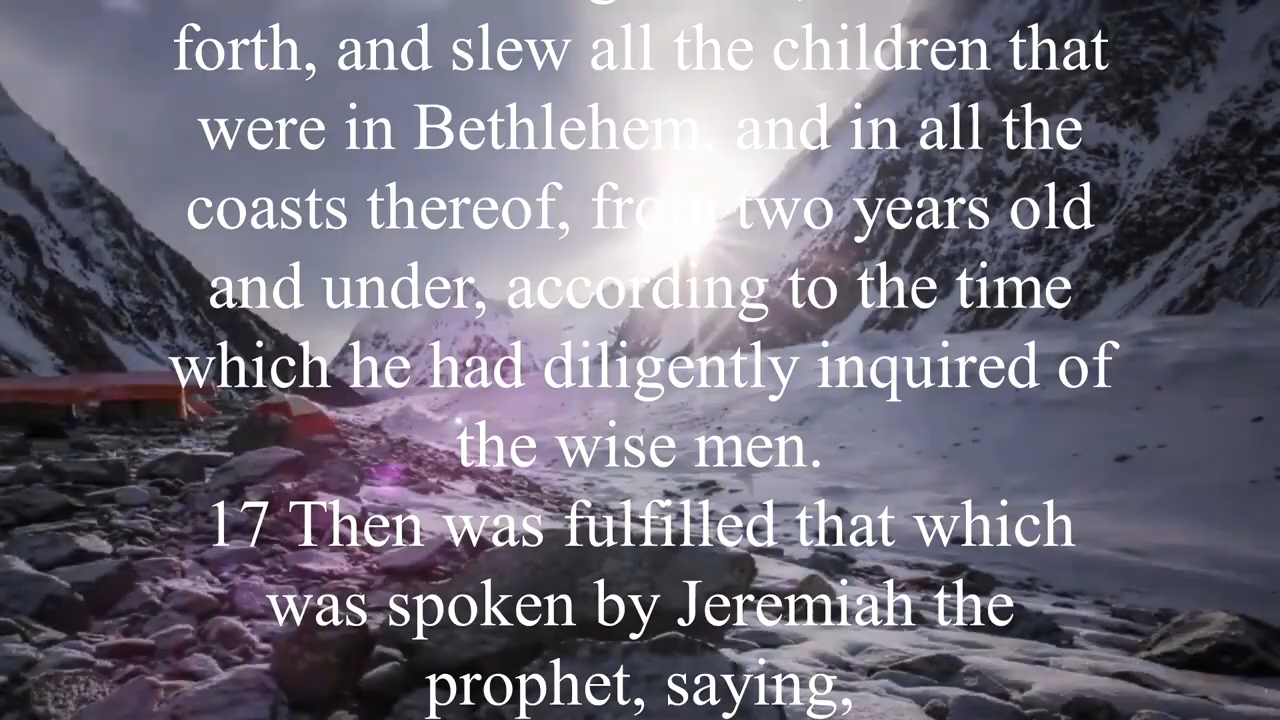 forth, and slew all the children that
were in Bethlehem, and in all the
coasts thereof, from two years old
and under, according to the time
which he had diligently inquired of
the wise men.
17 Then was fulfilled that which
was spoken by Jeremiah the
prophet, saying,